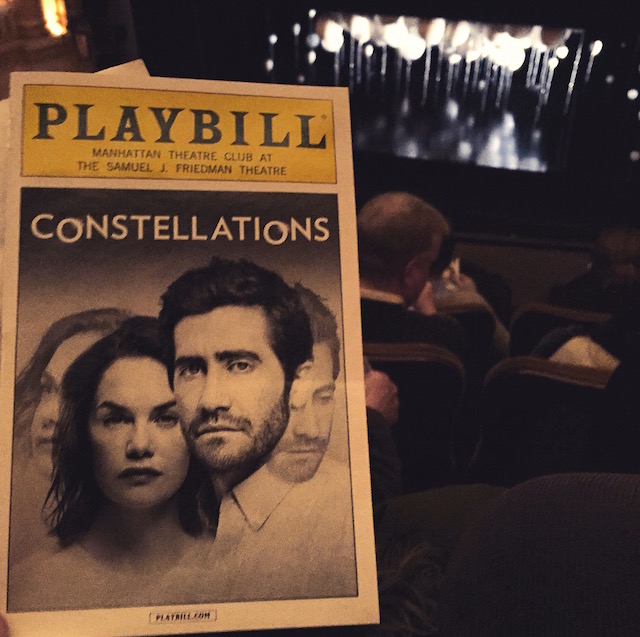 PLAYBILL®
MANHATTAN THEATRE CLUB AT
THE SAMUEL J. FRIEDMAN THEATRE
CONSTELLATIONS
PLAYBILL.COM